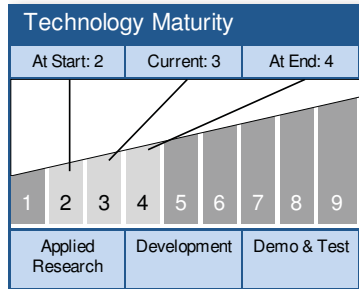 Technology Maturity
At Start: 2 Current: 3 At End: 4
1 2 3 4 5 6 7 8 9
Applied Development Demo & Test
Research